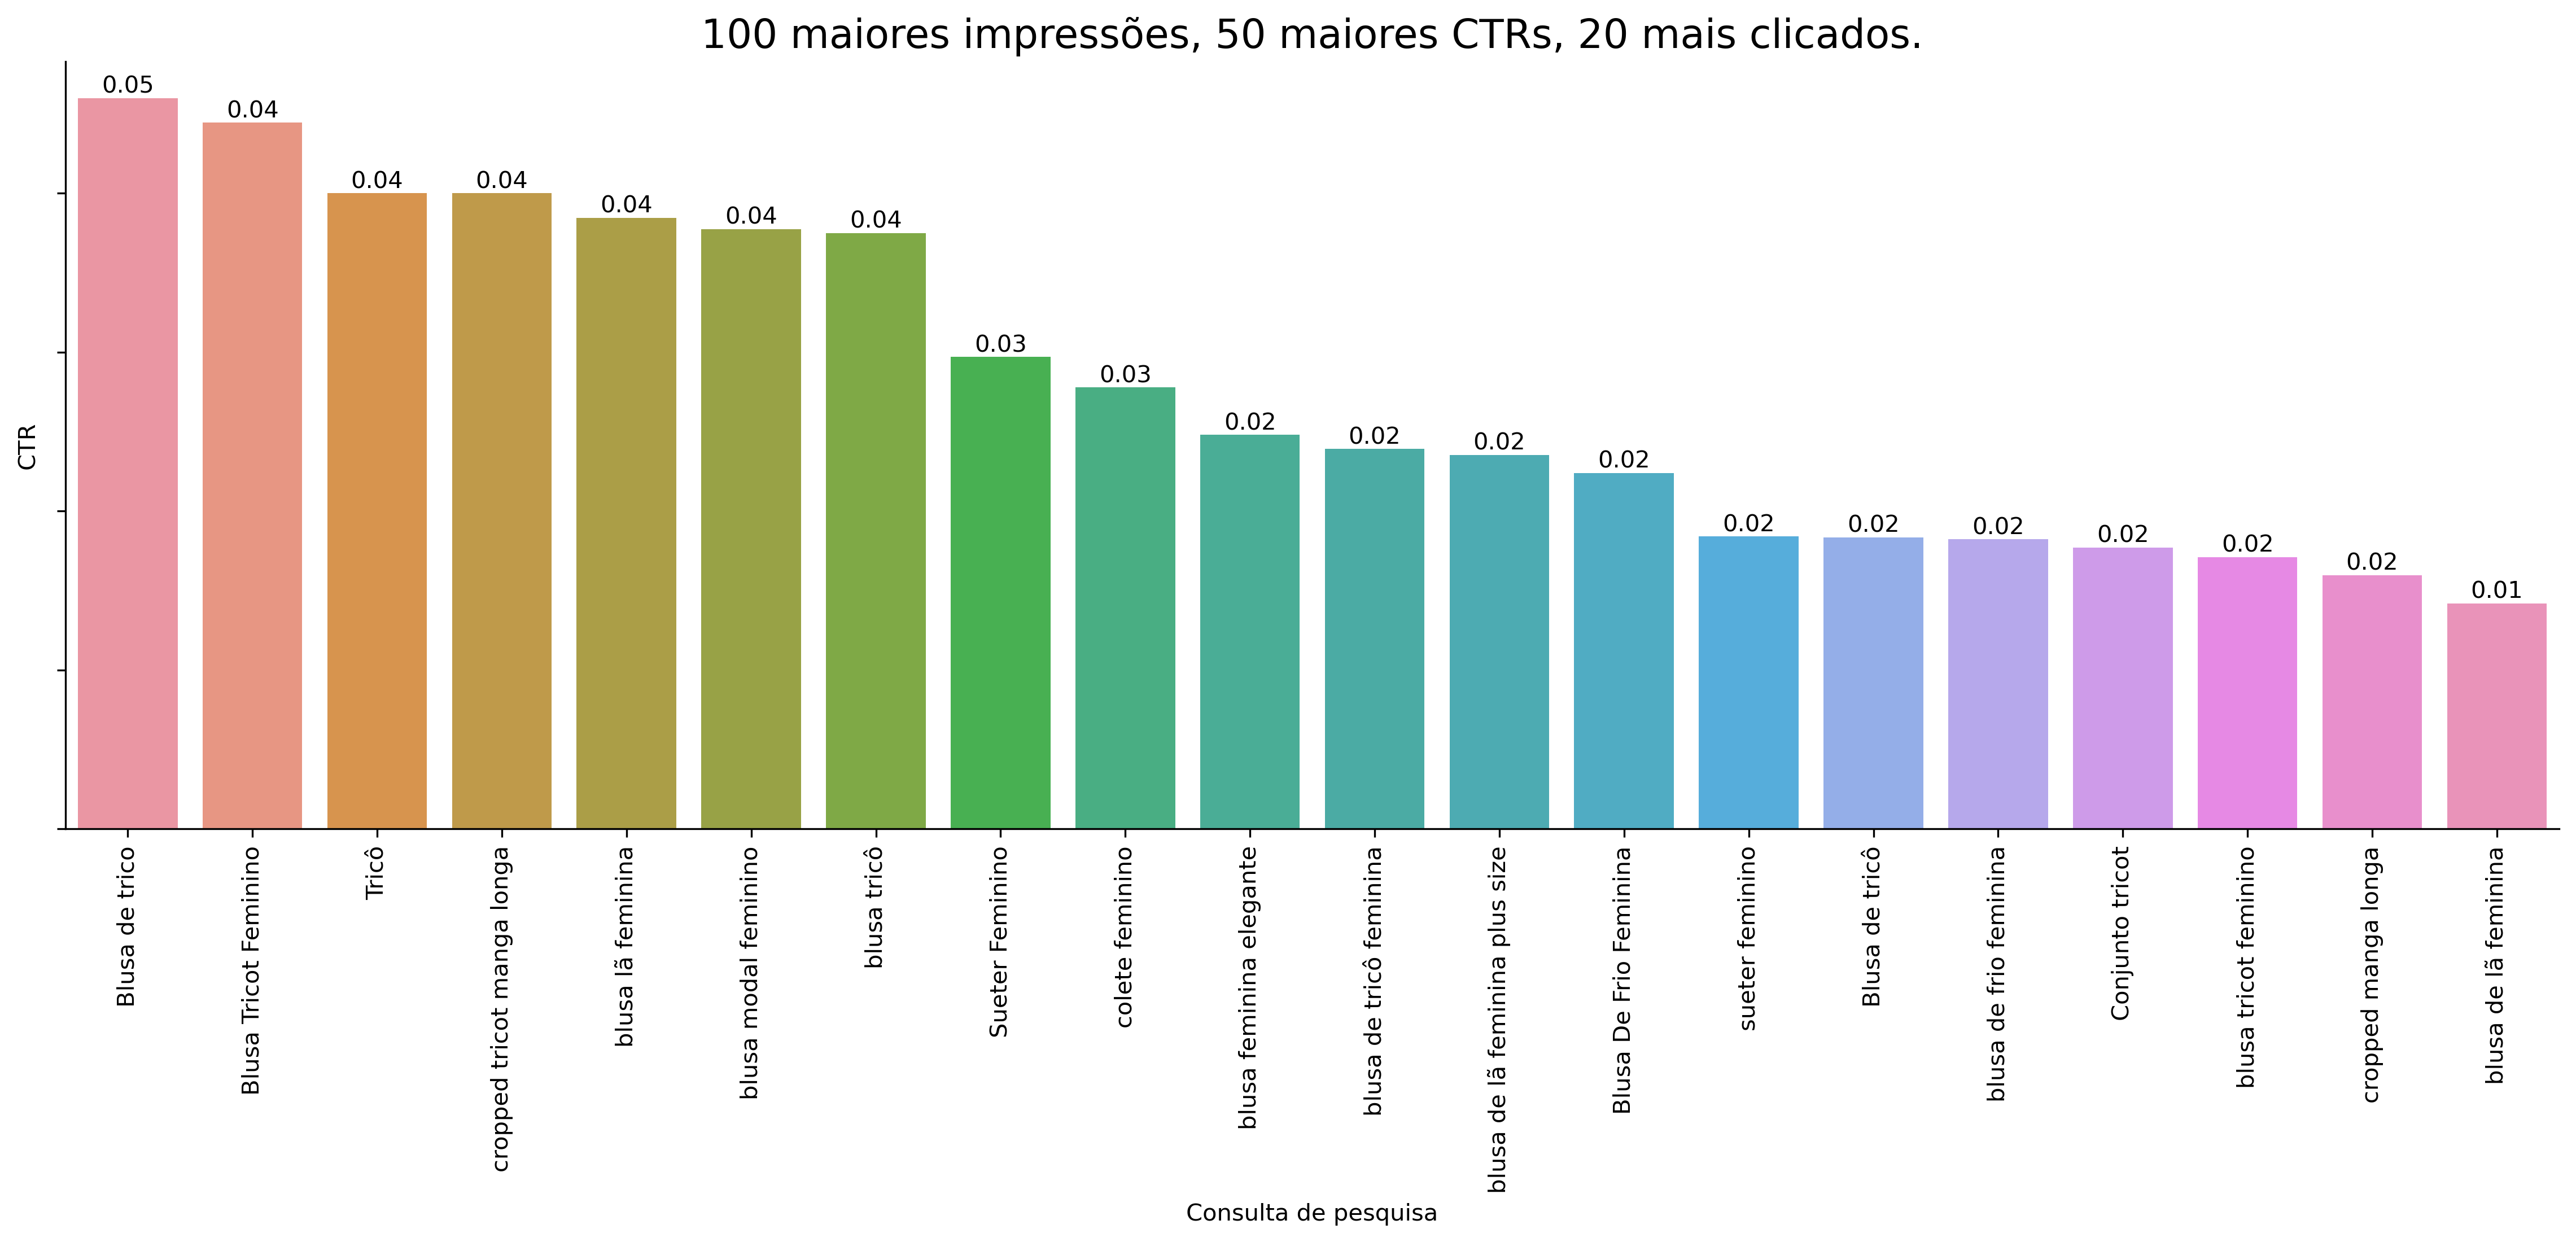 100 maiores impressões, 50 maiores CTRs, 20 mais clicados.
0.05
0.04
0.04
0.04
0.04
0.04
0.04
0.03
0.03
0.02
0.02
0.02
0.02
0.02
0.02
0.02
0.02
0.02
0.02
0.01
CTR
Blusa de trico
Blusa Tricot Feminino
Tricô
cropped tricot manga longa
blusa lã feminina
blusa modal feminino
blusa tricô
Sueter Feminino
colete feminino
blusa feminina elegante
blusa de tricô feminina
blusa de lã feminina plus size
Blusa De Frio Feminina
sueter feminino
Blusa de tricô
blusa de frio feminina
Conjunto tricot
blusa tricot feminino
cropped manga longa
blusa de lã feminina
Consulta de pesquisa